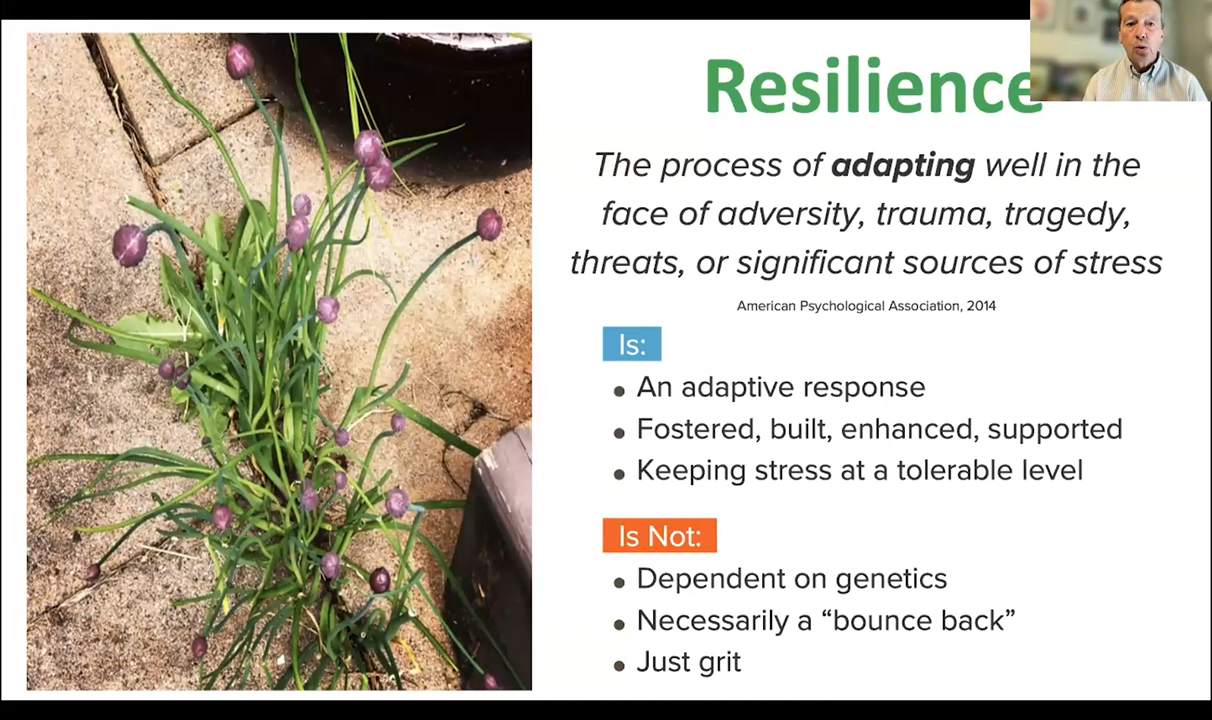 Resilience
The process of adapting well in the
face of adversity, trauma, tragedy,
threats, or significant sources of stress
American Psychological Association, 2014
Is:
• An adaptive response
• Fostered, built, enhanced, supported
• Keeping stress at a tolerable level
Is Not:
• Dependent on genetics
• Necessarily a “bounce back”
• Just grit